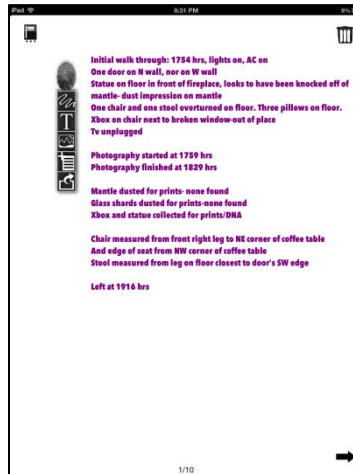 iPad 8:31 PM 9%
T
Initial walk through: 1754 hrs, lights on, AC on
One door on N wall, nor on W wall
Statue on floor in front of fireplace, looks to have been knocked off of
mantle- dust impression on mantle
One chair and one stool overturned on floor. Three pillows on floor.
Xbox on chair next to broken window-out of place
Tv unplugged
Photography started at 1759 hrs
Photography finished at 1829 hrs
Mantle dusted for prints- none found
Glass shards dusted for prints-none found
Xbox and statue collected for prints/DNA
Chair measured from front right leg to NE corner of coffee table
And edge of seat from NW corner of coffee table
Stool measured from leg on floor closest to door's SW edge
Left at 1916 hrs
1/10